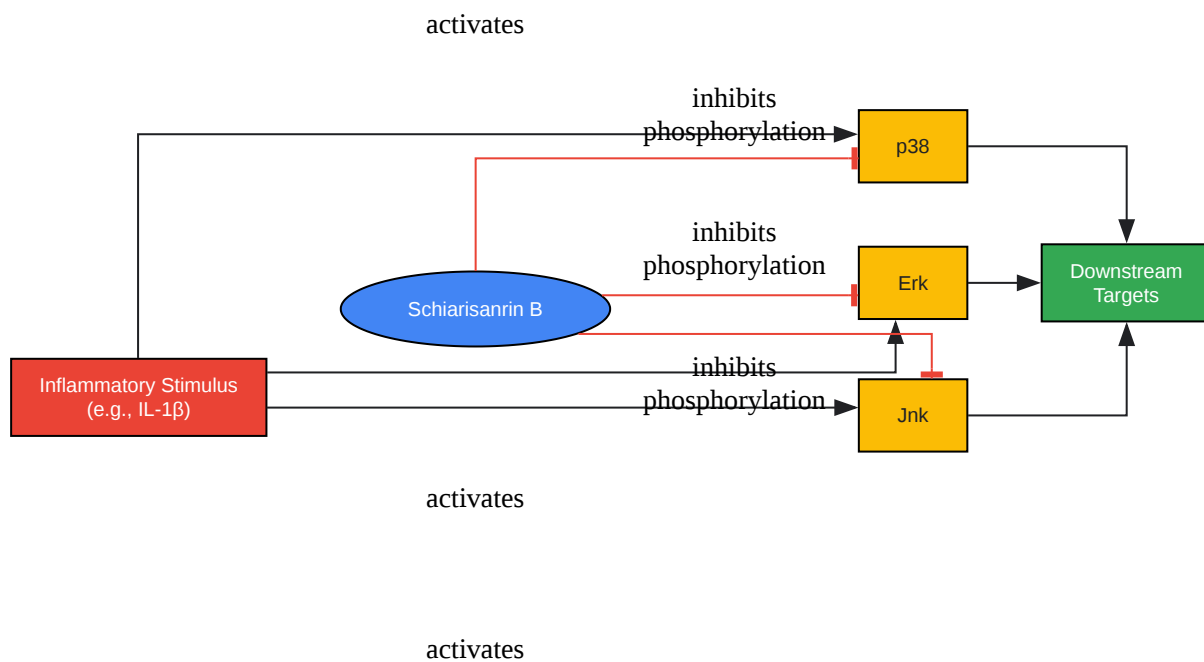 activates
inhibits
phosphorylation
p38
inhibits
phosphorylation
Erk
Downstream
Targets
Schiarisanrin B
Inflammatory Stimulus
(e.g., IL-1β)
inhibits
phosphorylation
Jnk
activates
activates